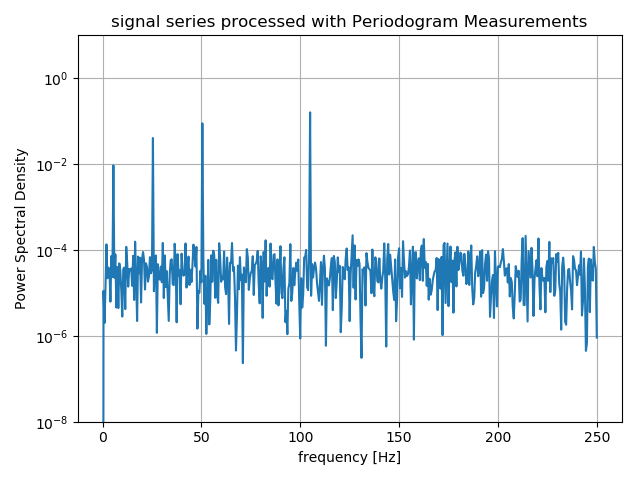 signal series processed with Periodogram Measurements
Power Spectral Density
10⁰
10⁻²
10⁻⁴
10⁻⁶
10⁻⁸
0 50 100 150 200 250
frequency [Hz]